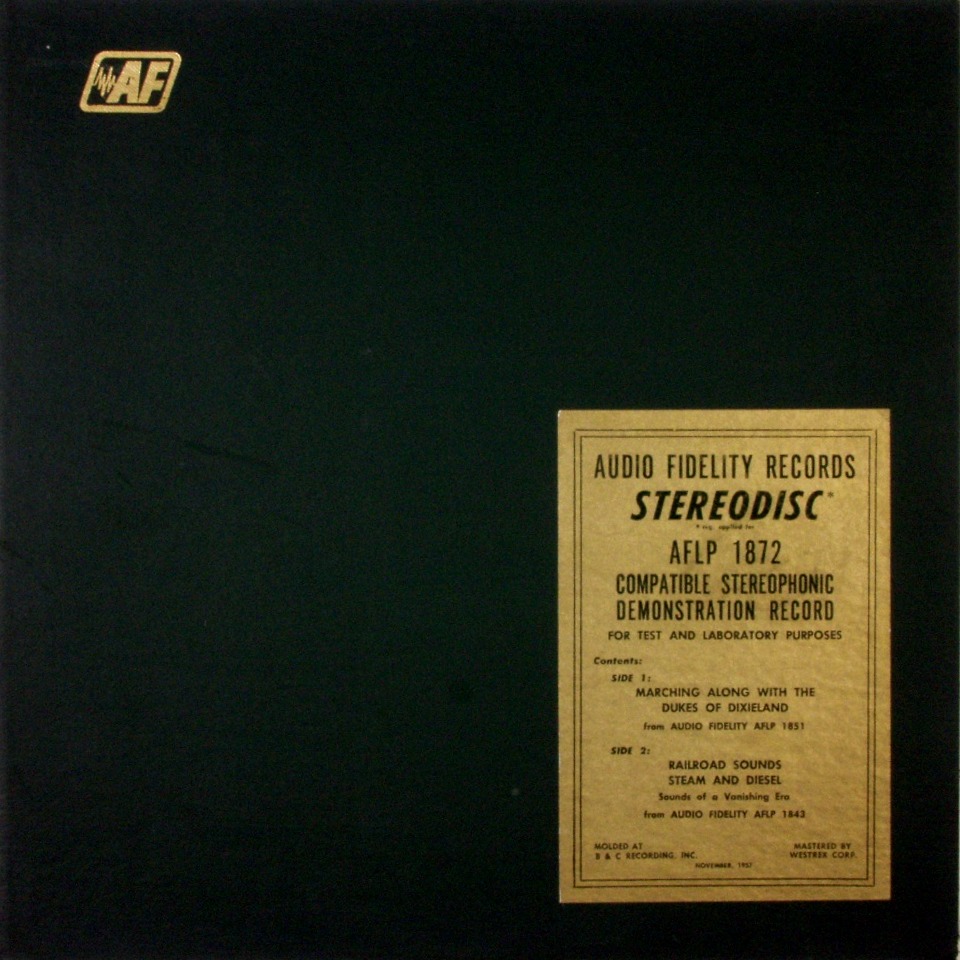 AF
AUDIO FIDELITY RECORDS
STEREODISC*
* reg. applied for
AFLP 1872
COMPATIBLE STEREOPHONIC
DEMONSTRATION RECORD
FOR TEST AND LABORATORY PURPOSES
Contents:
SIDE 1:
MARCHING ALONG WITH THE
DUKES OF DIXIELAND
from AUDIO FIDELITY AFLP 1851
SIDE 2:
RAILROAD SOUNDS
STEAM AND DIESEL
Sounds of a Vanishing Era
from AUDIO FIDELITY AFLP 1843
MOLDED AT
B & C RECORDING, INC.
MASTERED BY
WESTREX CORP.
NOVEMBER, 1957